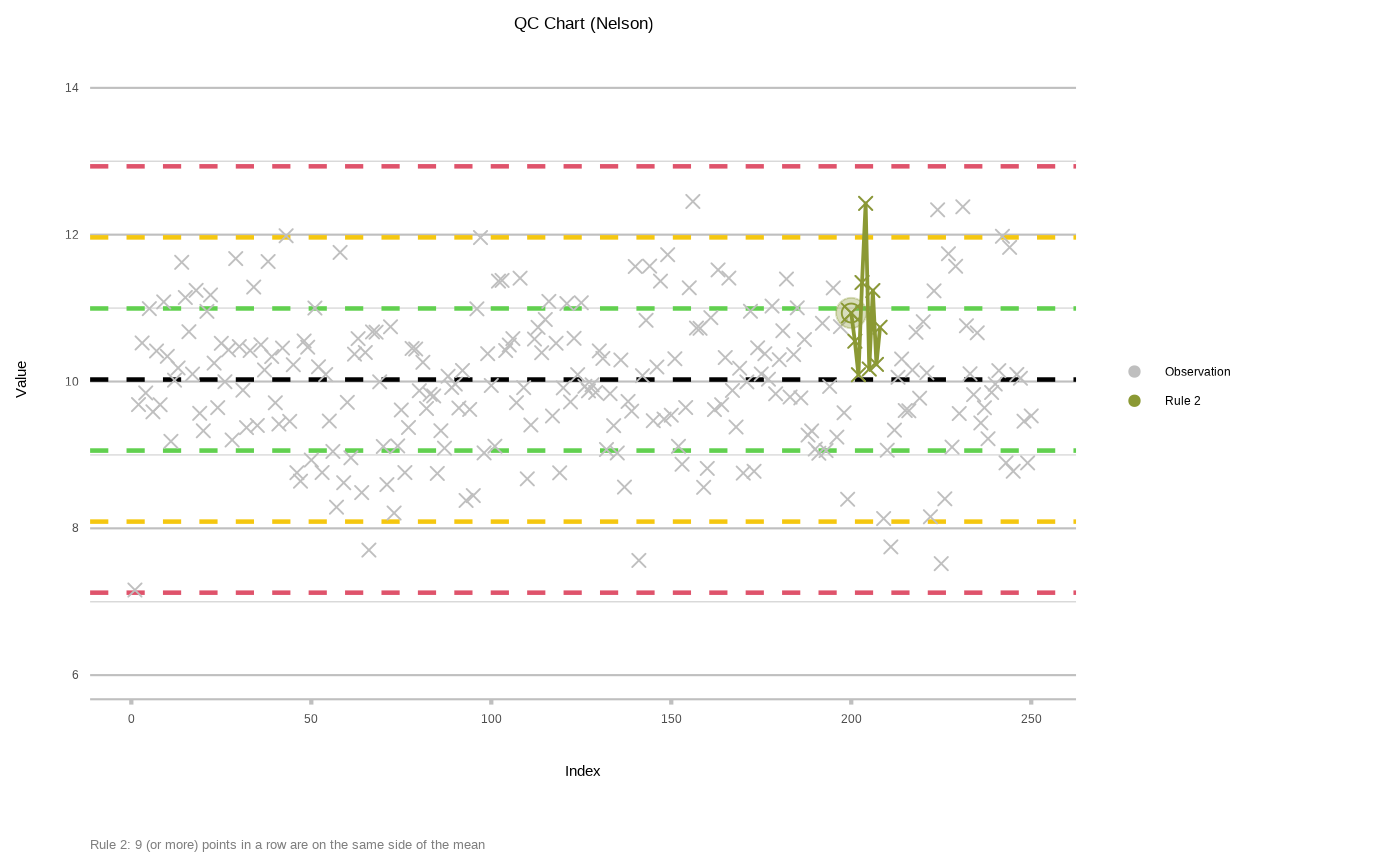 QC Chart (Nelson)
14
12
10
8
6
Value
0 50 100 150 200 250
Index
Observation
Rule 2
Rule 2: 9 (or more) points in a row are on the same side of the mean